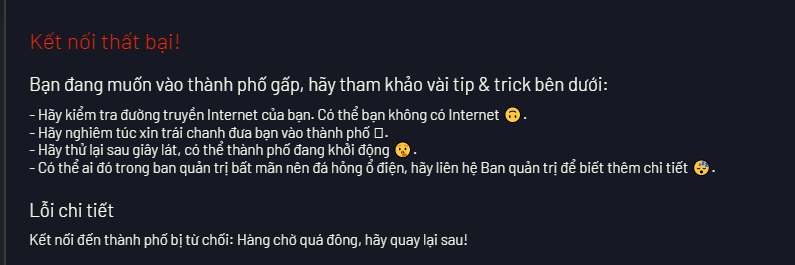 Kết nối thất bại!
Bạn đang muốn vào thành phố gấp, hãy tham khảo vài tip & trick bên dưới:
- Hãy kiểm tra đường truyền Internet của bạn. Có thể bạn không có Internet 🙃.
- Hãy nghiêm túc xin trái chanh đưa bạn vào thành phố ▯.
- Hãy thử lại sau giây lát, có thể thành phố đang khởi động 🤫.
- Có thể ai đó trong ban quản trị bất mãn nên đá hỏng ổ điện, hãy liên hệ Ban quản trị để biết thêm chi tiết 😴.
Lỗi chi tiết
Kết nối đến thành phố bị từ chối: Hàng chờ quá đông, hãy quay lại sau!